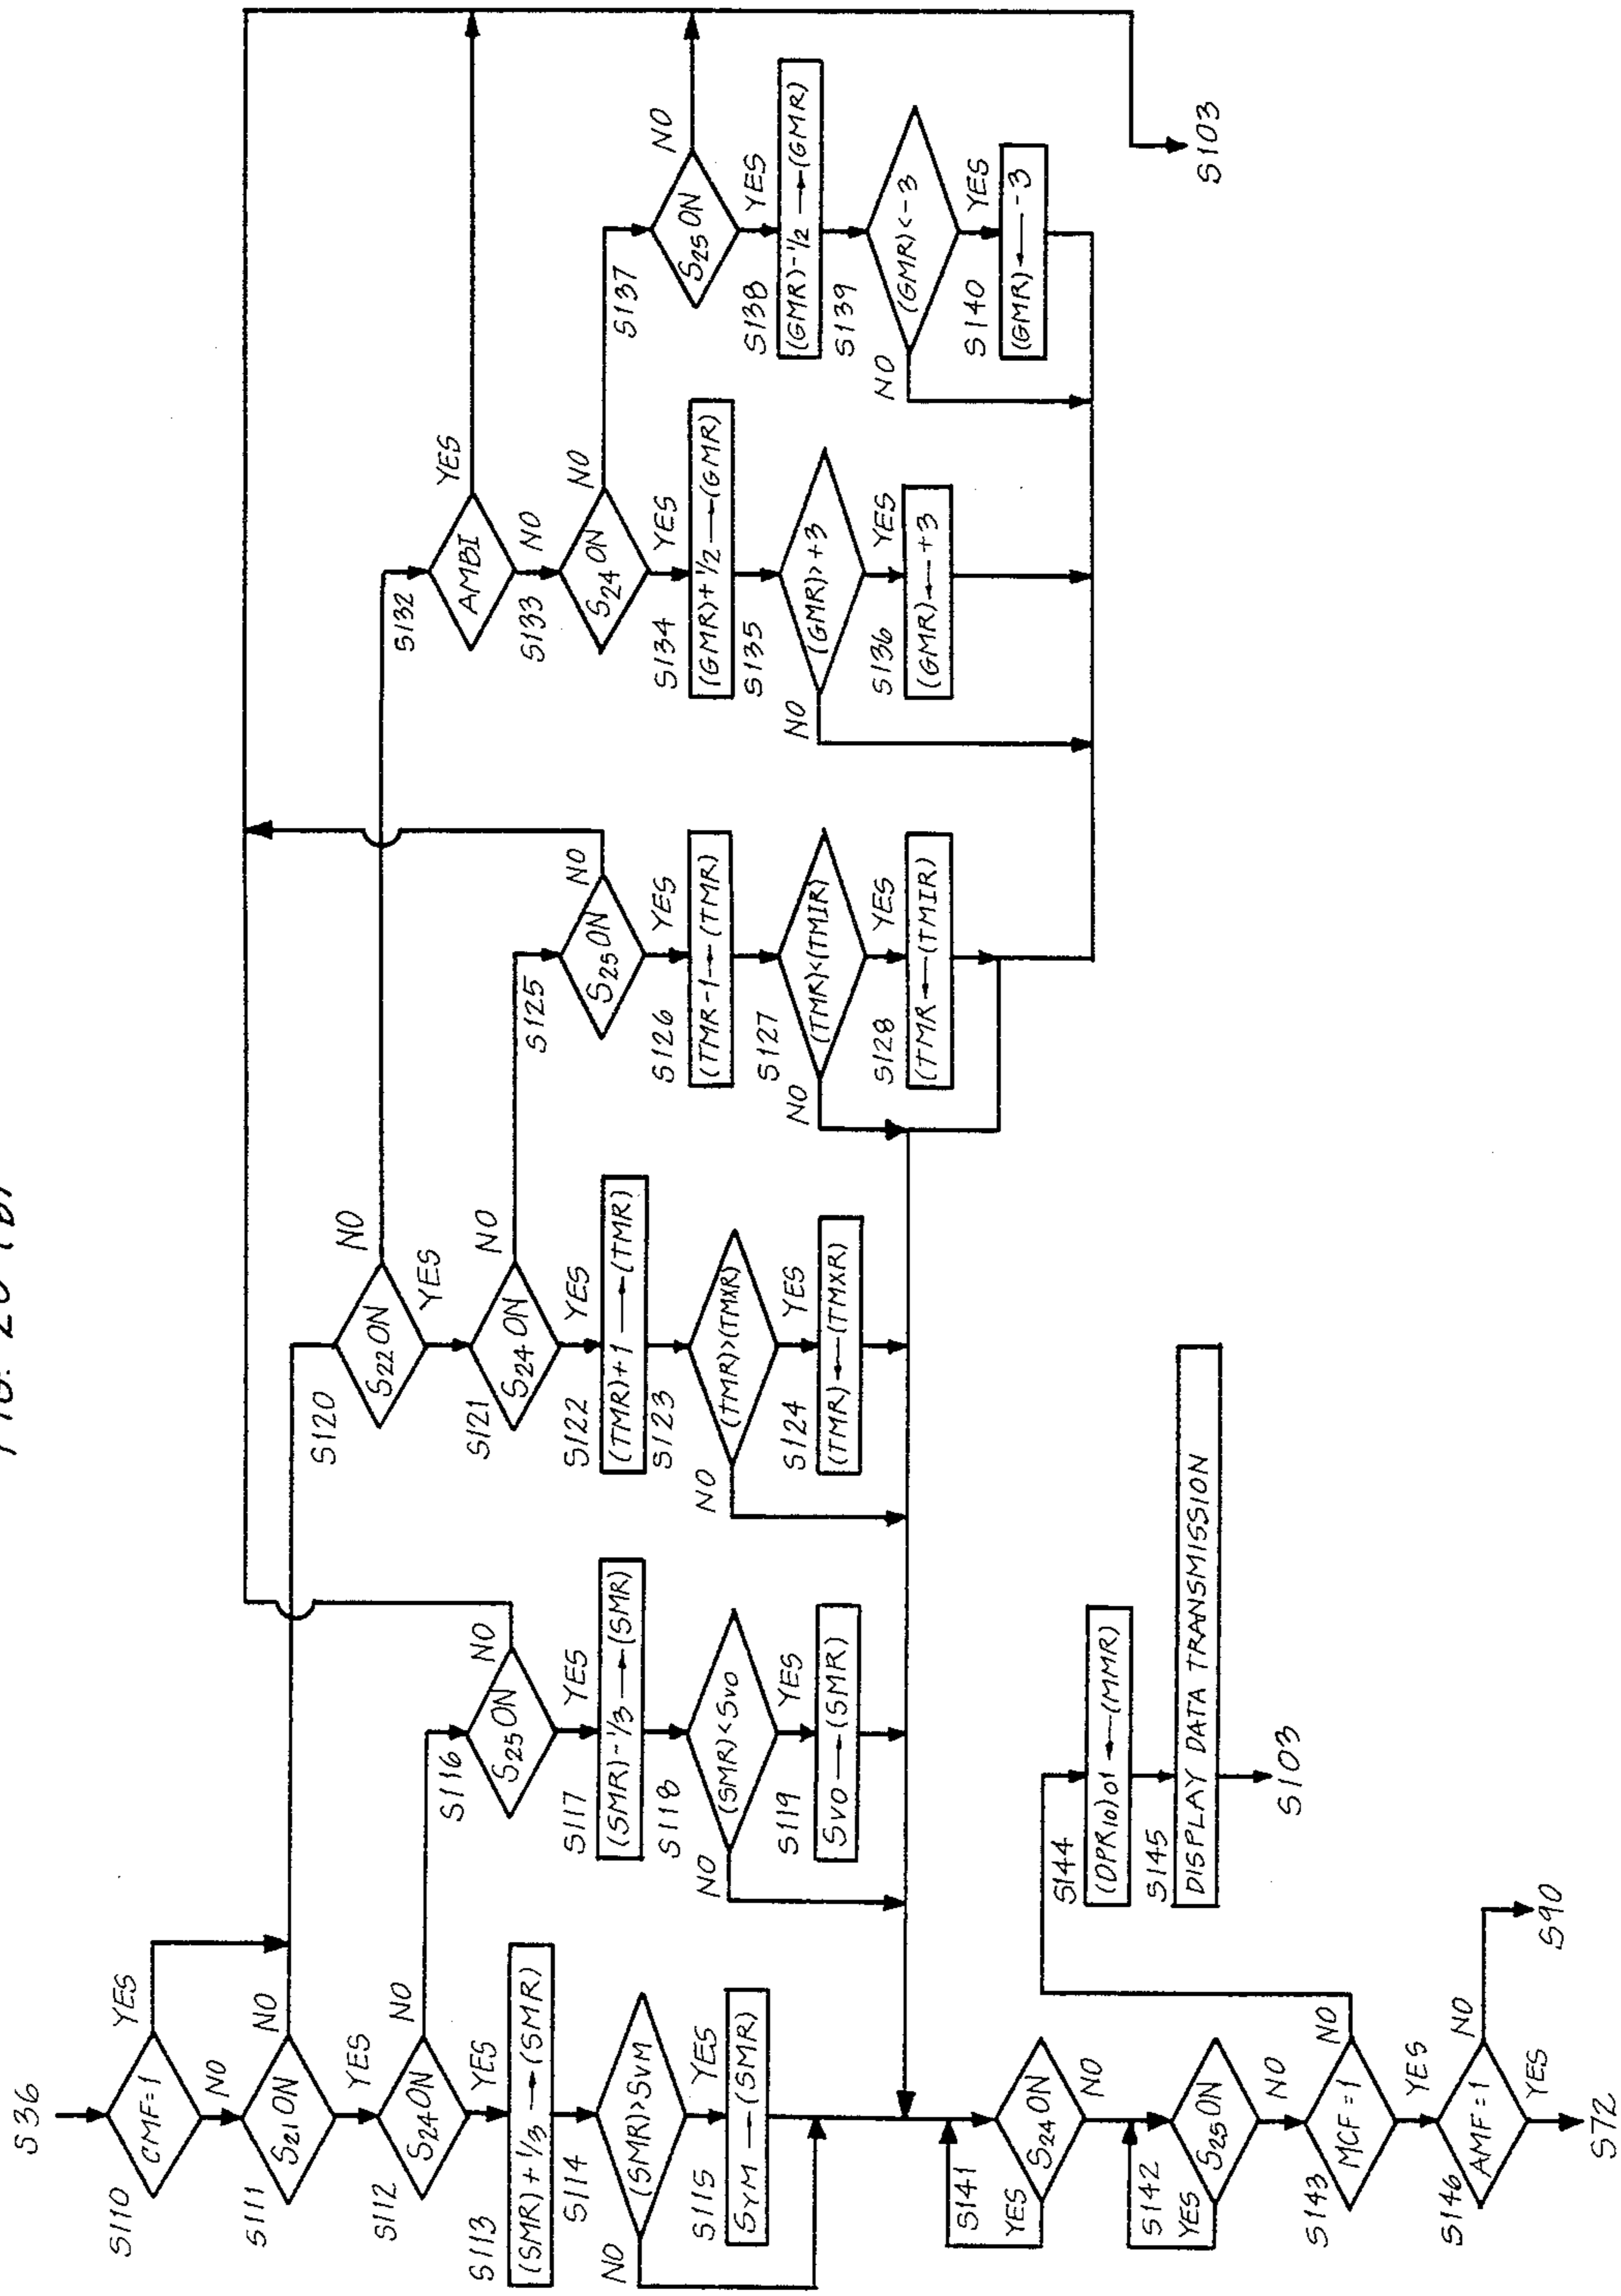 S36
S110
CMF=1
YES
NO
S111
S21 ON
NO
YES
S112
S24 ON
NO
YES
S113
(SMR)+1/3→(SMR)
S114
(SMR)>SVM
YES
NO
S115
SYM→(SMR)
S116
S25 ON
NO
YES
S117
(SMR)-1/3→(SMR)
S118
(SMR)<SVO
YES
NO
S119
SVO→(SMR)
S120
S22 ON
NO
YES
S121
S24 ON
NO
YES
S122
(TMR)+1→(TMR)
S123
(TMR)>(TMXR)
YES
NO
S124
(TMR)←(TMXR)
S125
S25 ON
NO
YES
S126
(TMR-1→(TMR)
S127
(TMR)<(TMIR)
YES
NO
S128
(TMR←(TMIR)
S132
AMBI
YES
NO
S133
S24 ON
NO
YES
S134
(GMR)+1/2→(GMR)
S135
(GMR)>+3
YES
NO
S136
(GMR)←+3
S137
S25 ON
NO
YES
S138
(GMR)-1/2→(GMR)
S139
(GMR)<-3
YES
NO
S140
(GMR)←-3
S103
S141
S24 ON
YES
NO
S142
S25 ON
YES
NO
S143
MCF=1
NO
YES
S144
(DPR10)01←(MMR)
S145
DISPLAY DATA TRANSMISSION
S103
S146
AMF=1
NO
YES
S90
S72